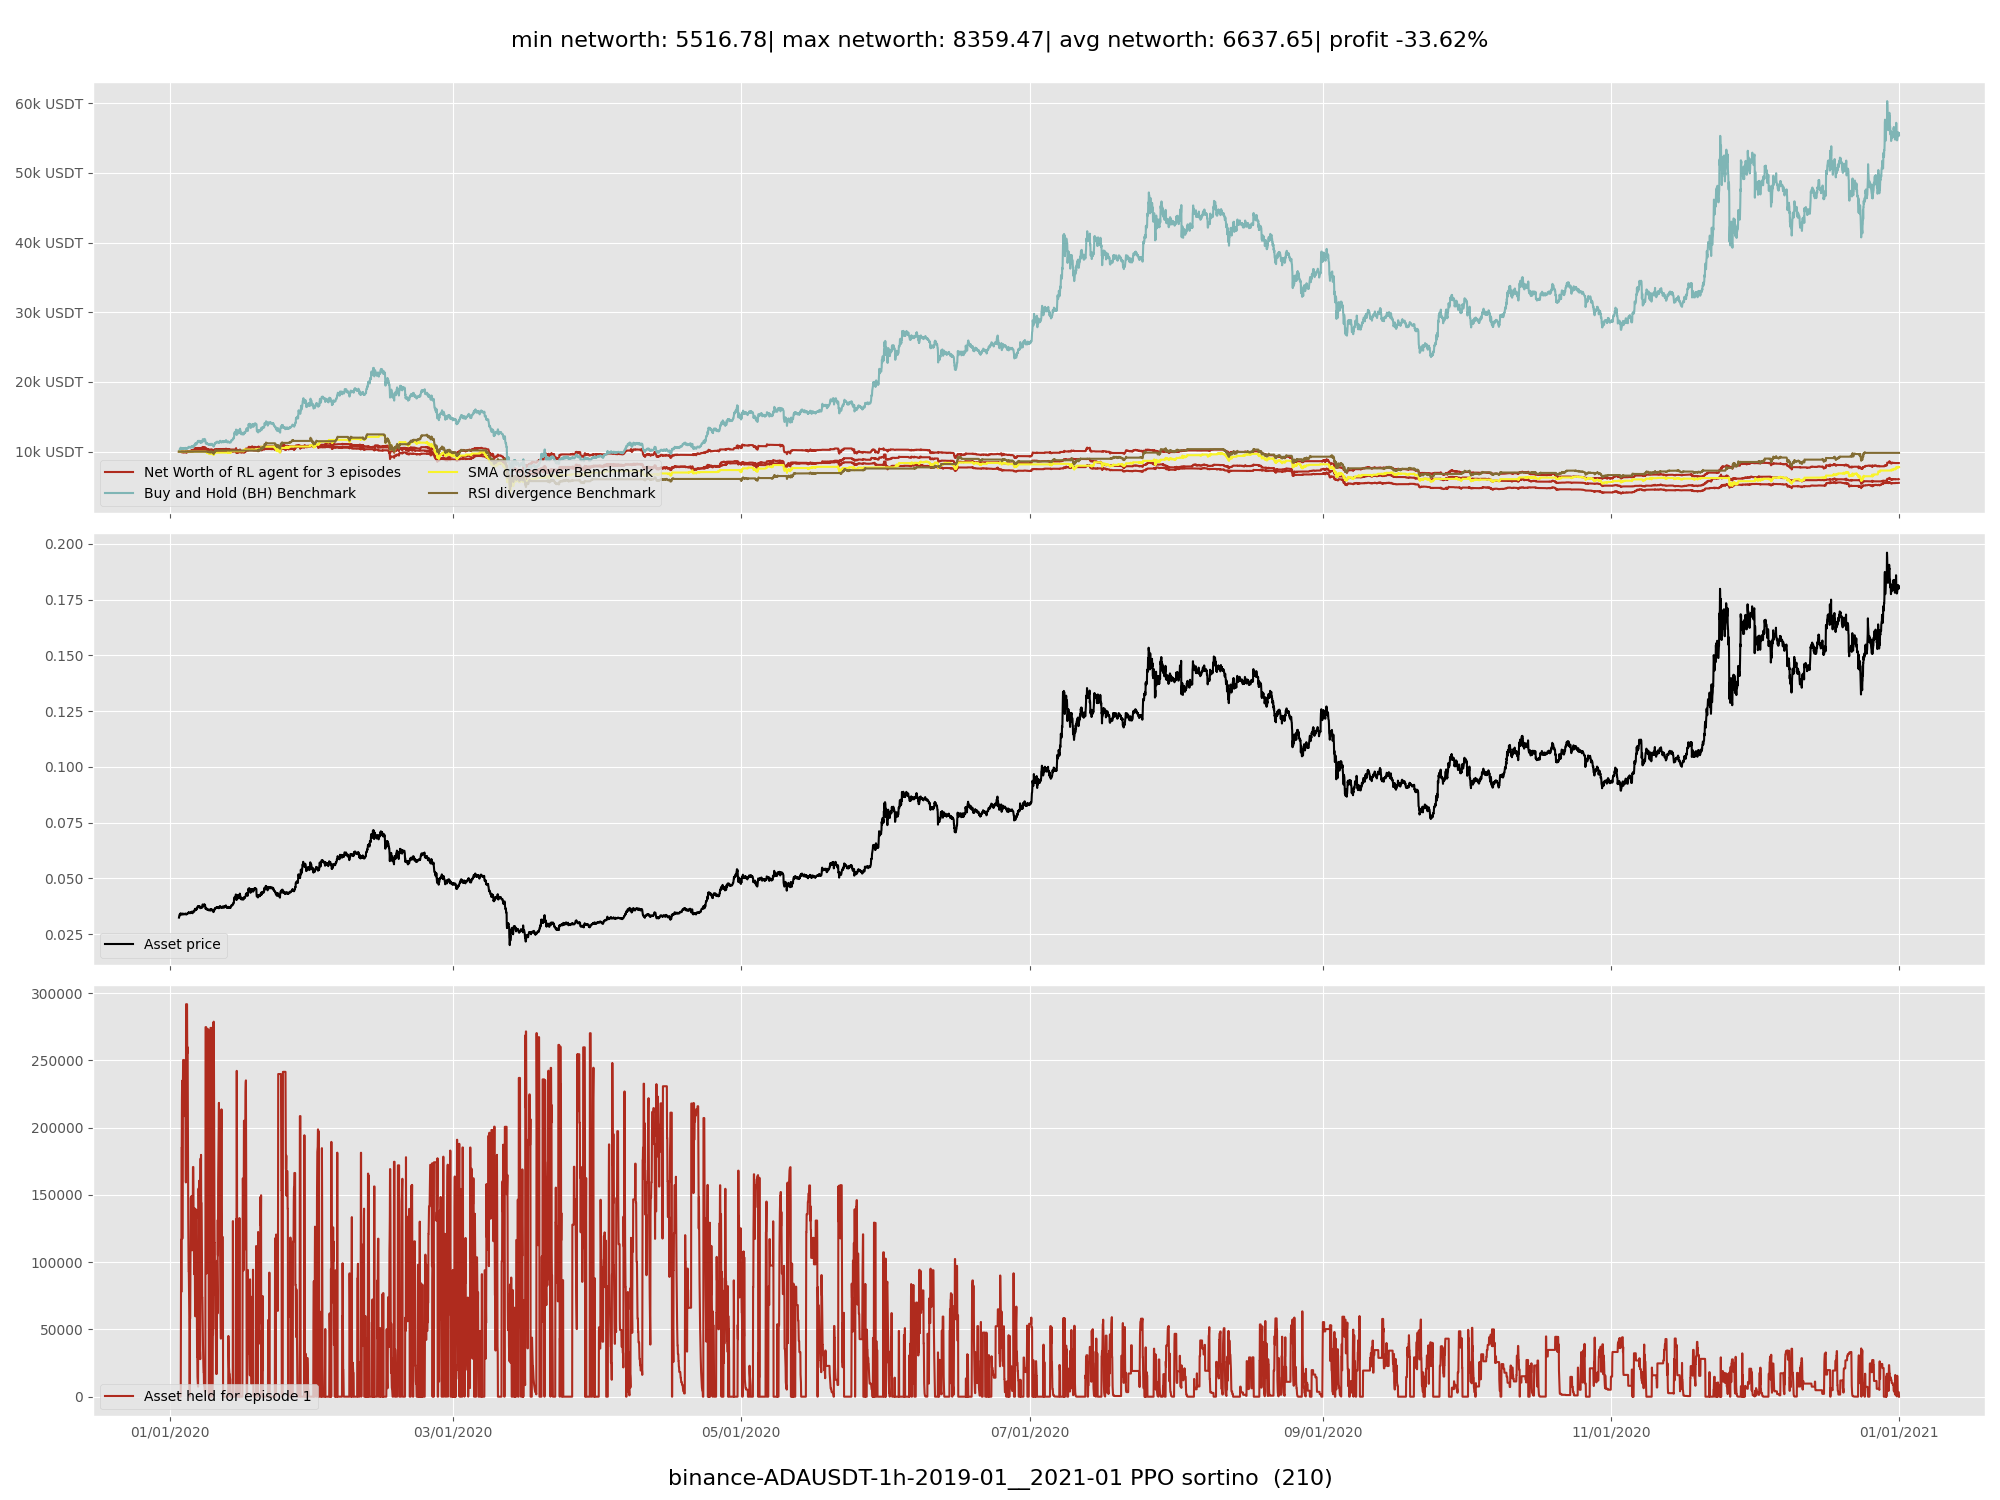 min networth: 5516.78| max networth: 8359.47| avg networth: 6637.65| profit -33.62%
60k USDT
50k USDT
40k USDT
30k USDT
20k USDT
10k USDT
Net Worth of RL agent for 3 episodes
Buy and Hold (BH) Benchmark
SMA crossover Benchmark
RSI divergence Benchmark
0.200
0.175
0.150
0.125
0.100
0.075
0.050
0.025
Asset price
300000
250000
200000
150000
100000
50000
0
Asset held for episode 1
01/01/2020
03/01/2020
05/01/2020
07/01/2020
09/01/2020
11/01/2020
01/01/2021
binance-ADAUSDT-1h-2019-01__2021-01 PPO sortino  (210)